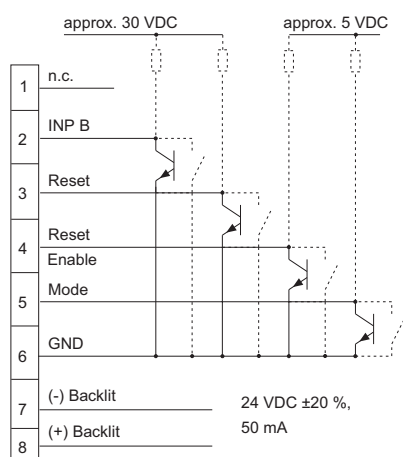 approx. 30 VDC
approx. 5 VDC
1 n.c.
2 INP B
3 Reset
4 Reset
Enable
5 Mode
6 GND
7 (-) Backlit
8 (+) Backlit
24 VDC ±20 %,
50 mA